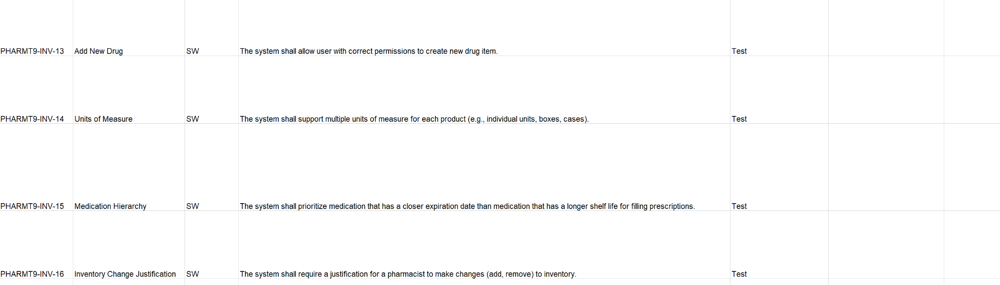 PHARMT9-INV-13 Add New Drug SW The system shall allow user with correct permissions to create new drug item. Test
PHARMT9-INV-14 Units of Measure SW The system shall support multiple units of measure for each product (e.g., individual units, boxes, cases). Test
PHARMT9-INV-15 Medication Hierarchy SW The system shall prioritize medication that has a closer expiration date than medication that has a longer shelf life for filling prescriptions. Test
PHARMT9-INV-16 Inventory Change Justification SW The system shall require a justification for a pharmacist to make changes (add, remove) to inventory. Test